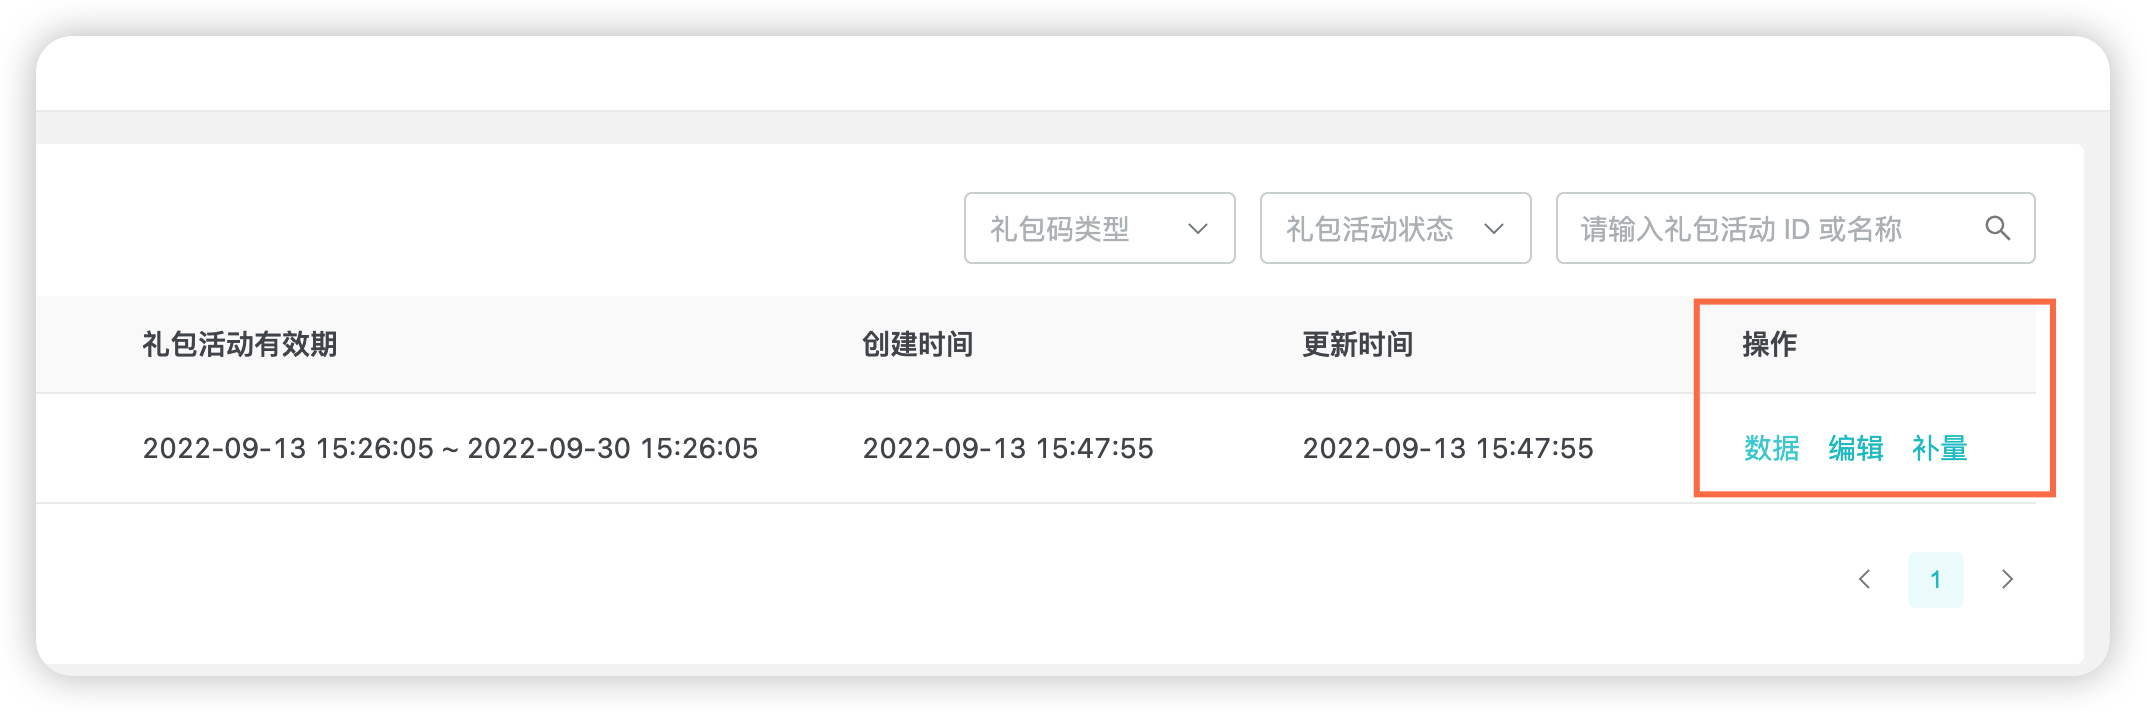 礼包码类型 礼包活动状态 请输入礼包活动 ID 或名称
礼包活动有效期 创建时间 更新时间 操作
2022-09-13 15:26:05 ~ 2022-09-30 15:26:05 2022-09-13 15:47:55 2022-09-13 15:47:55 数据 编辑 补量
1